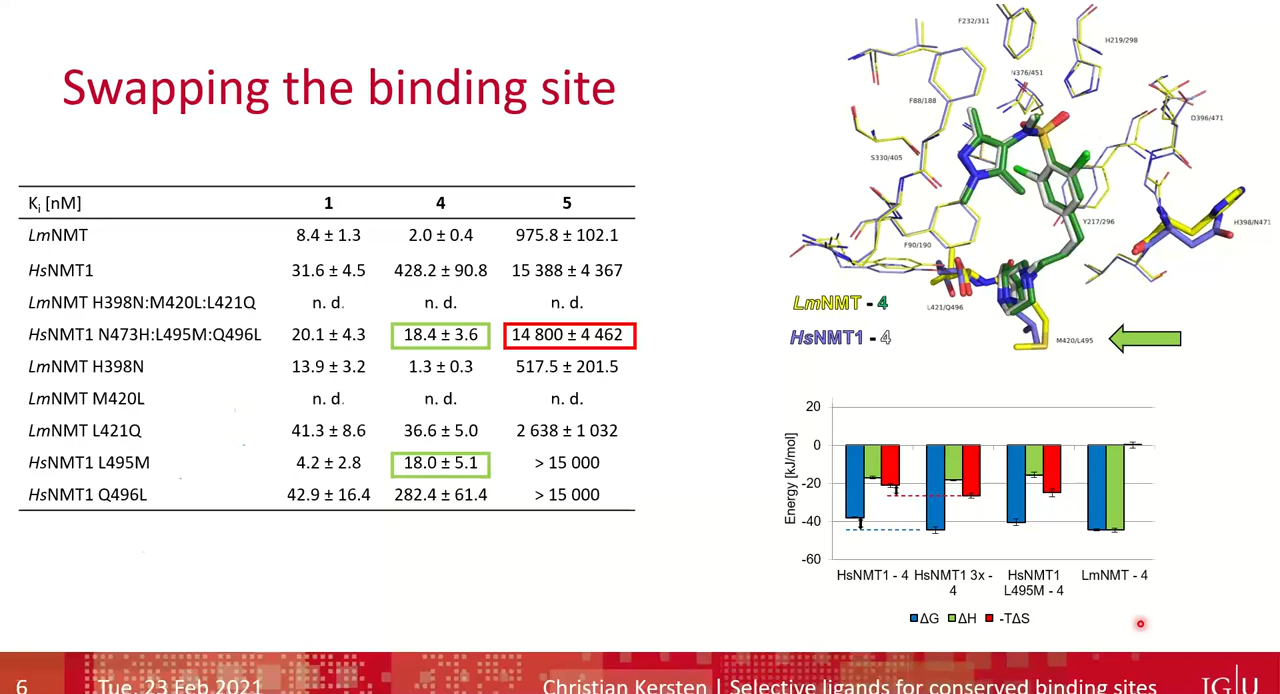 Swapping the binding site
Ki [nM] 1 4 5
LmNMT 8.4 ± 1.3 2.0 ± 0.4 975.8 ± 102.1
HsNMT1 31.6 ± 4.5 428.2 ± 90.8 15 388 ± 4 367
LmNMT H398N:M420L:L421Q n. d. n. d. n. d.
HsNMT1 N473H:L495M:Q496L 20.1 ± 4.3 18.4 ± 3.6 14 800 ± 4 462
LmNMT H398N 13.9 ± 3.2 1.3 ± 0.3 517.5 ± 201.5
LmNMT M420L n. d. n. d. n. d.
LmNMT L421Q 41.3 ± 8.6 36.6 ± 5.0 2 638 ± 1 032
HsNMT1 L495M 4.2 ± 2.8 18.0 ± 5.1 > 15 000
HsNMT1 Q496L 42.9 ± 16.4 282.4 ± 61.4 > 15 000
F232/311
H219/298
N376/451
F88/188
D396/471
S330/405
Y217/296
H398/N471
F90/190
L421/Q496
M420/L495
LmNMT - 4
HsNMT1 - 4
Energy [kJ/mol]
20
0
-20
-40
-60
HsNMT1 - 4 HsNMT1 3x - 4 HsNMT1 L495M - 4 LmNMT - 4
ΔG ΔH -TΔS
6 Tue, 23 Feb 2021 Christian Kersten | Selective ligands for conserved binding sites JG|U